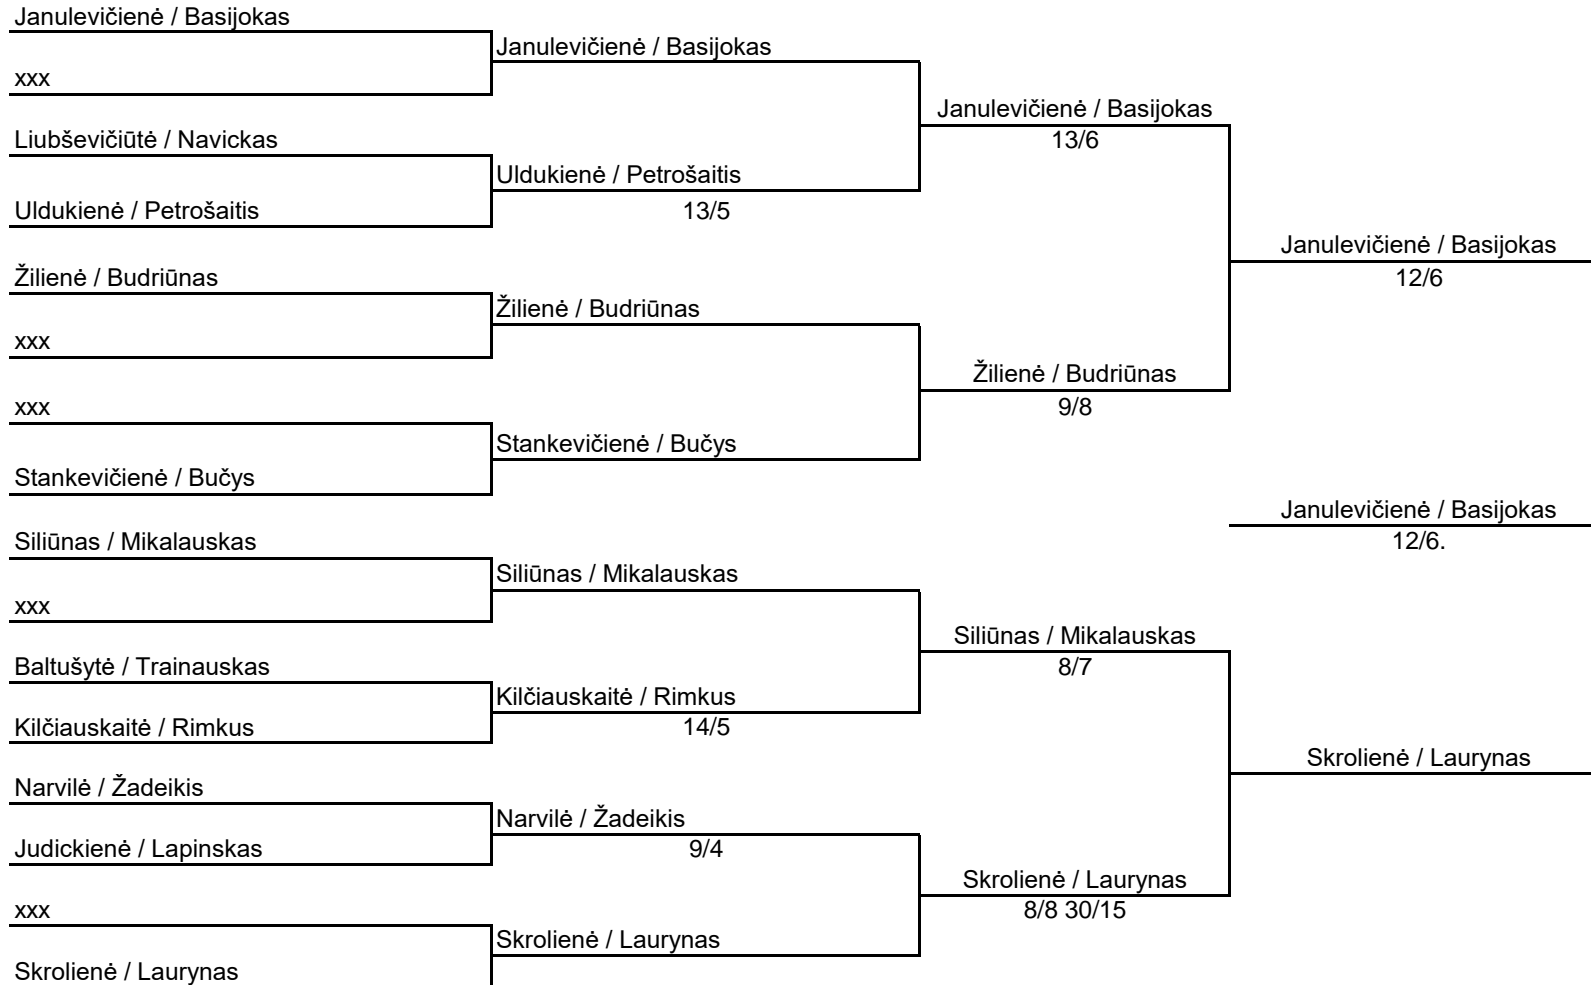 Janulevičienė / Basijokas
xxx
Liubševičiūtė / Navickas
Uldukienė / Petrošaitis
Žilienė / Budriūnas
xxx
xxx
Stankevičienė / Bučys
Siliūnas / Mikalauskas
xxx
Baltušytė / Trainauskas
Kilčiauskaitė / Rimkus
Narvilė / Žadeikis
Judickienė / Lapinskas
xxx
Skrolienė / Laurynas
Janulevičienė / Basijokas
Uldukienė / Petrošaitis
13/5
Žilienė / Budriūnas
Stankevičienė / Bučys
Siliūnas / Mikalauskas
Kilčiauskaitė / Rimkus
14/5
Narvilė / Žadeikis
9/4
Skrolienė / Laurynas
Janulevičienė / Basijokas
13/6
Žilienė / Budriūnas
9/8
Siliūnas / Mikalauskas
8/7
Skrolienė / Laurynas
8/8 30/15
Janulevičienė / Basijokas
12/6
Janulevičienė / Basijokas
12/6.
Skrolienė / Laurynas